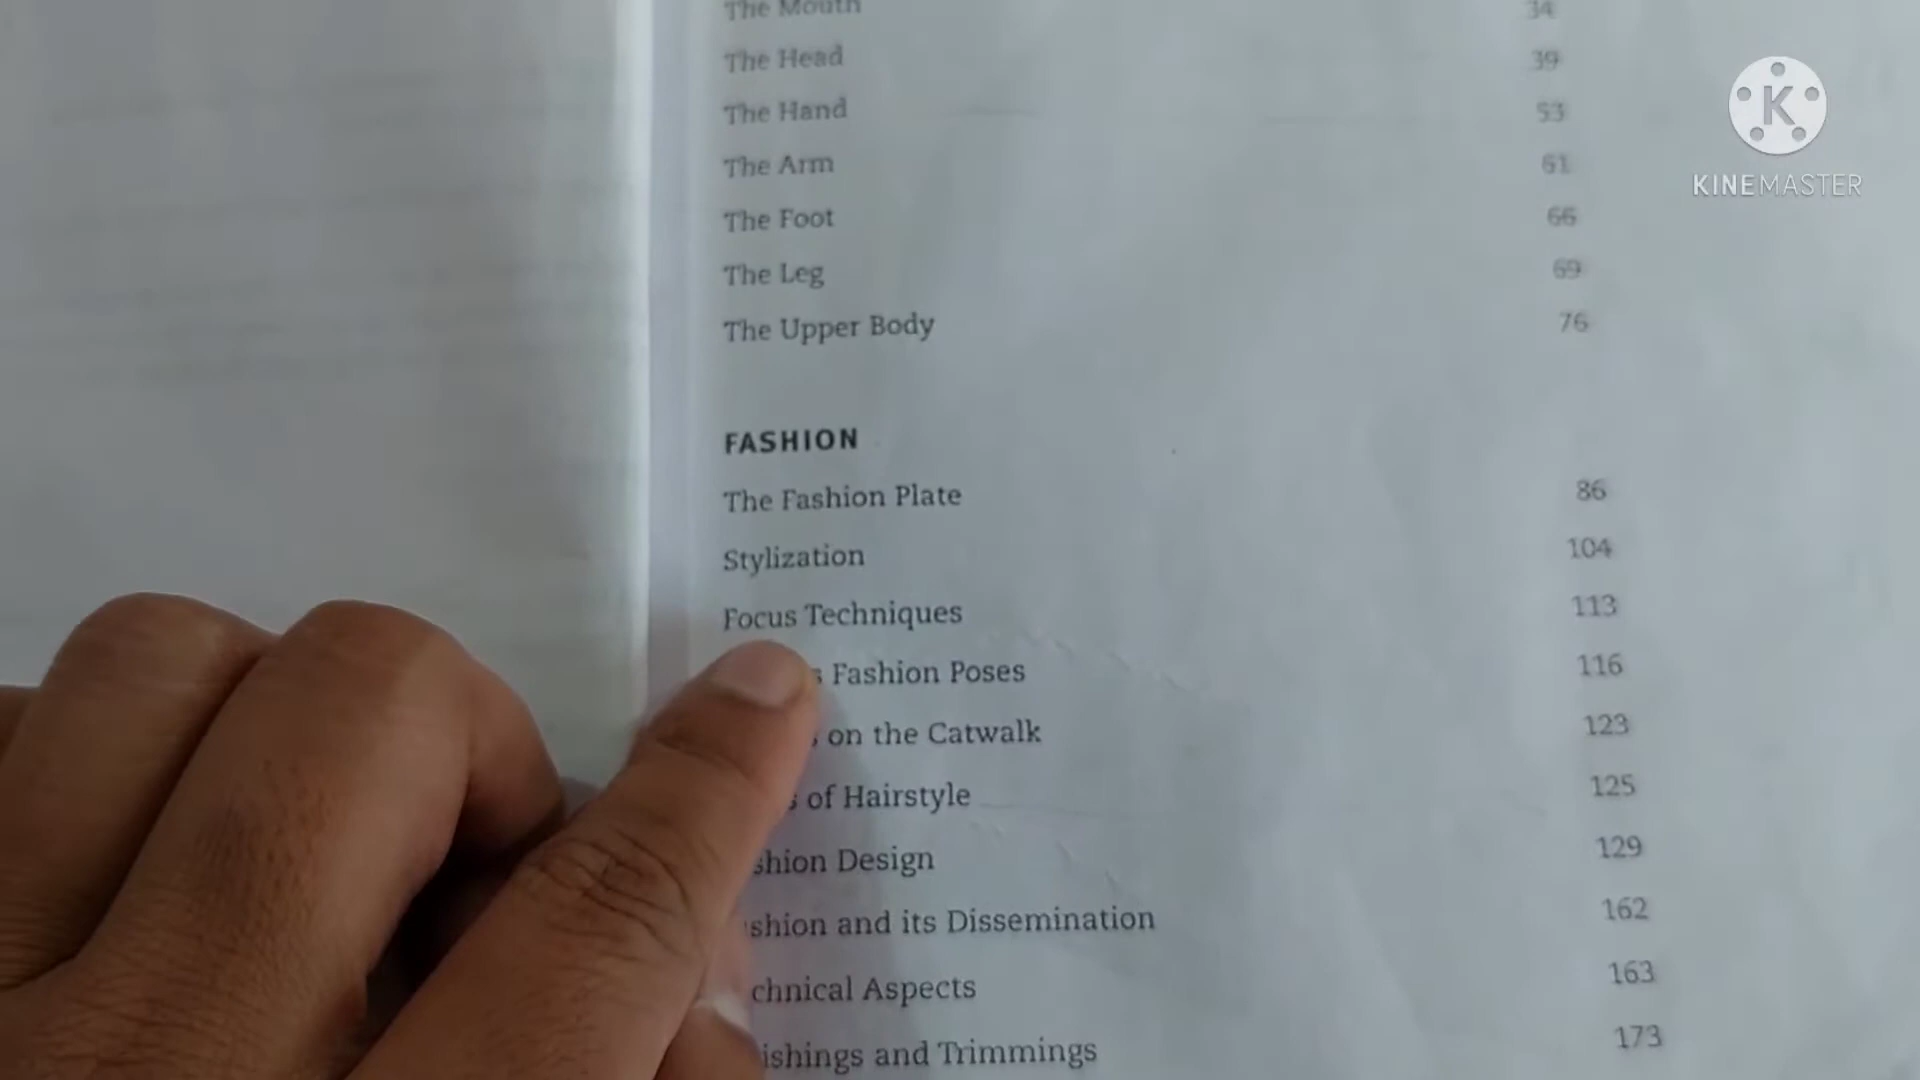 The Mouth 34
The Head 39
The Hand 53
The Arm 61
The Foot 66
The Leg 69
The Upper Body 76
FASHION
The Fashion Plate 86
Stylization 104
Focus Techniques 113
Fashion Poses 116
on the Catwalk 123
of Hairstyle 125
shion Design 129
shion and its Dissemination 162
chnical Aspects 163
ishings and Trimmings 173
K
KINEMASTER